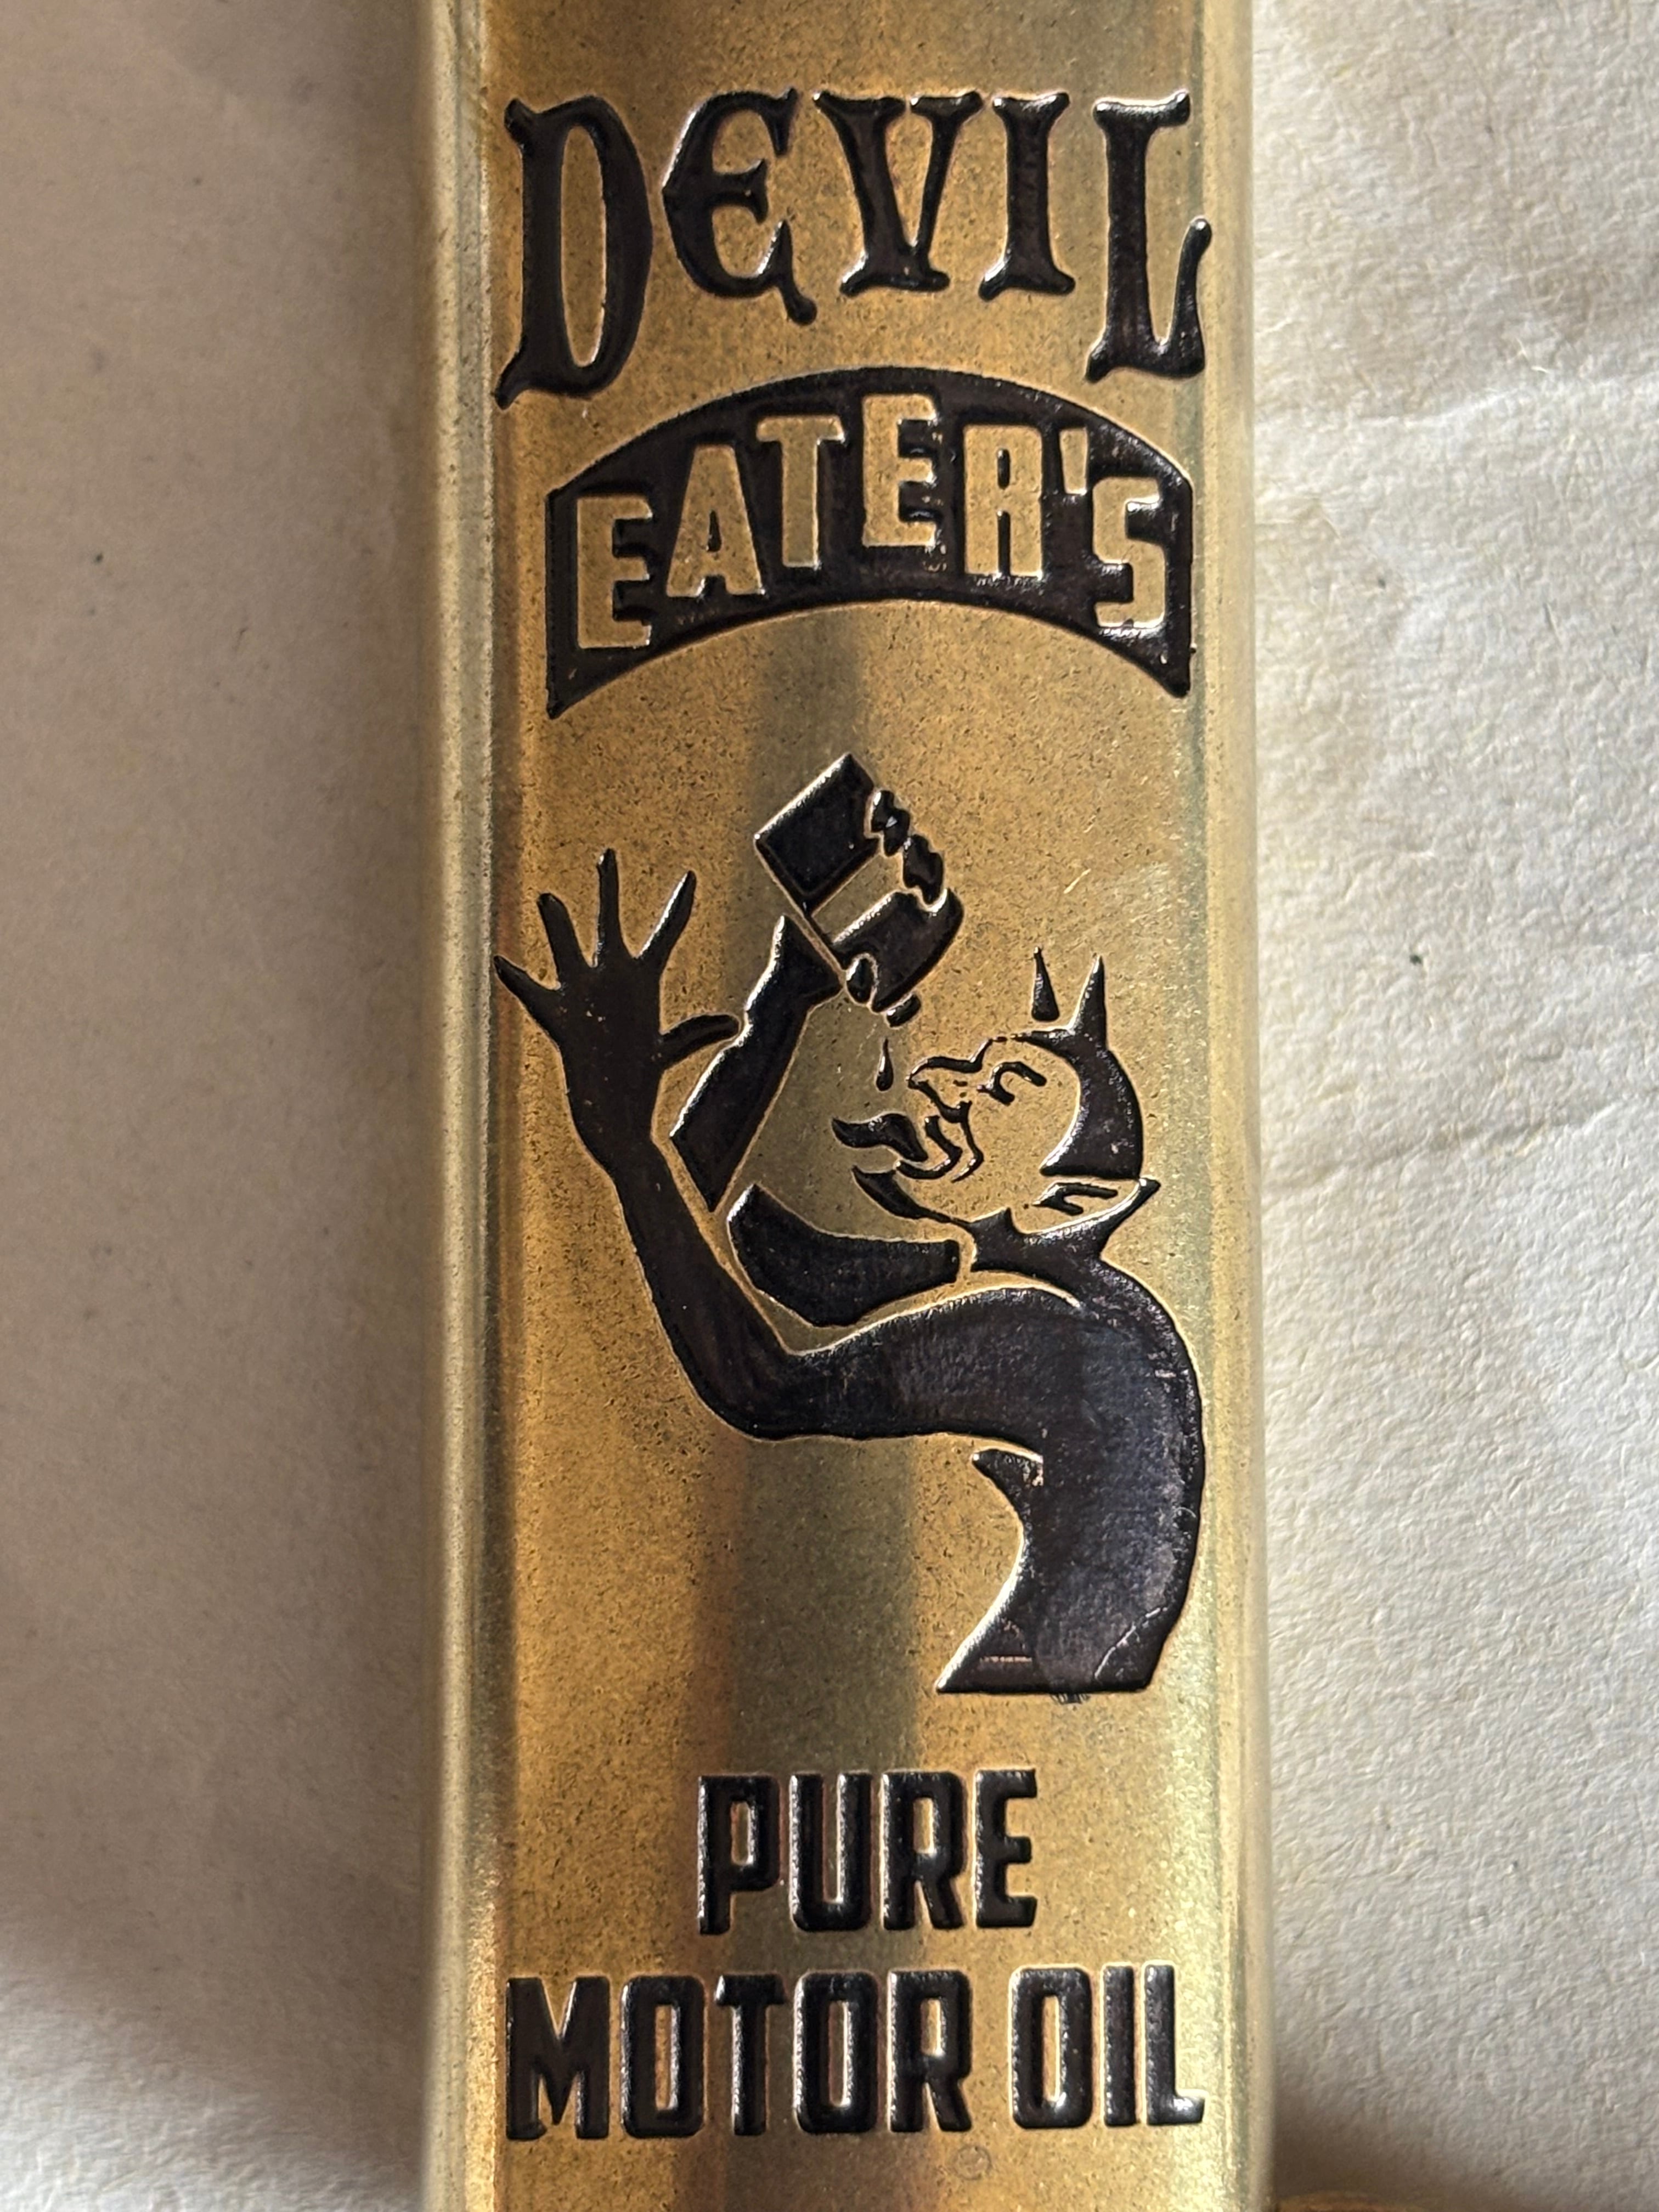 DEVIL
EATER'S
PURE
MOTOR OIL